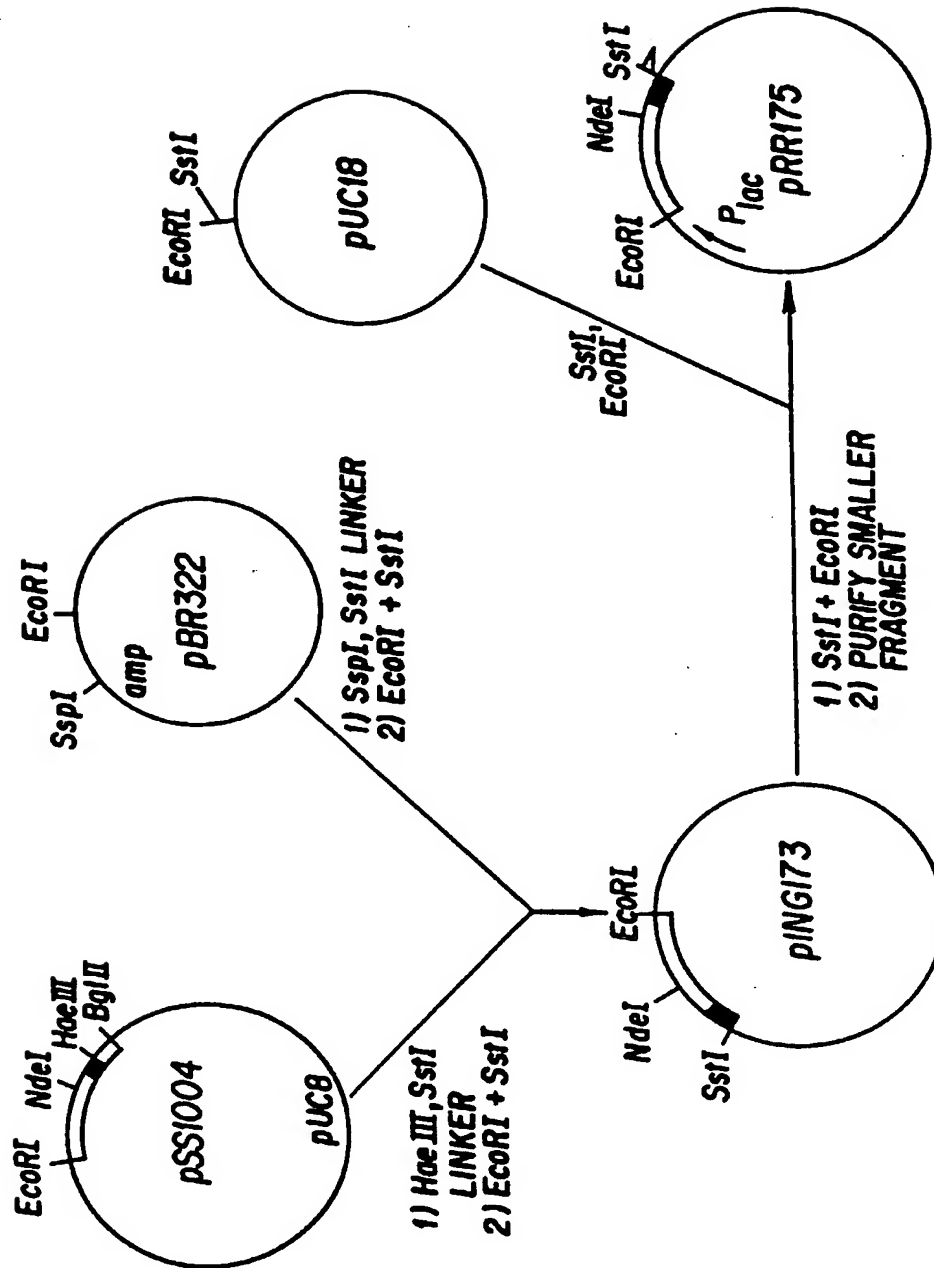 EcoRI
NdeI
HaeIII
BglII
pSS1004
pUC8
1) HaeIII, SstI
LINKER
2) EcoRI + SstI
SspI
EcoRI
amp
pBR322
1) SspI, SstI LINKER
2) EcoRI + SstI
EcoRI
SstI
pUC18
SstI,
EcoRI
EcoRI
NdeI
SstI
pING173
1) SstI + EcoRI
2) PURIFY SMALLER
FRAGMENT
EcoRI
NdeI
SstI
Plac
pRR175